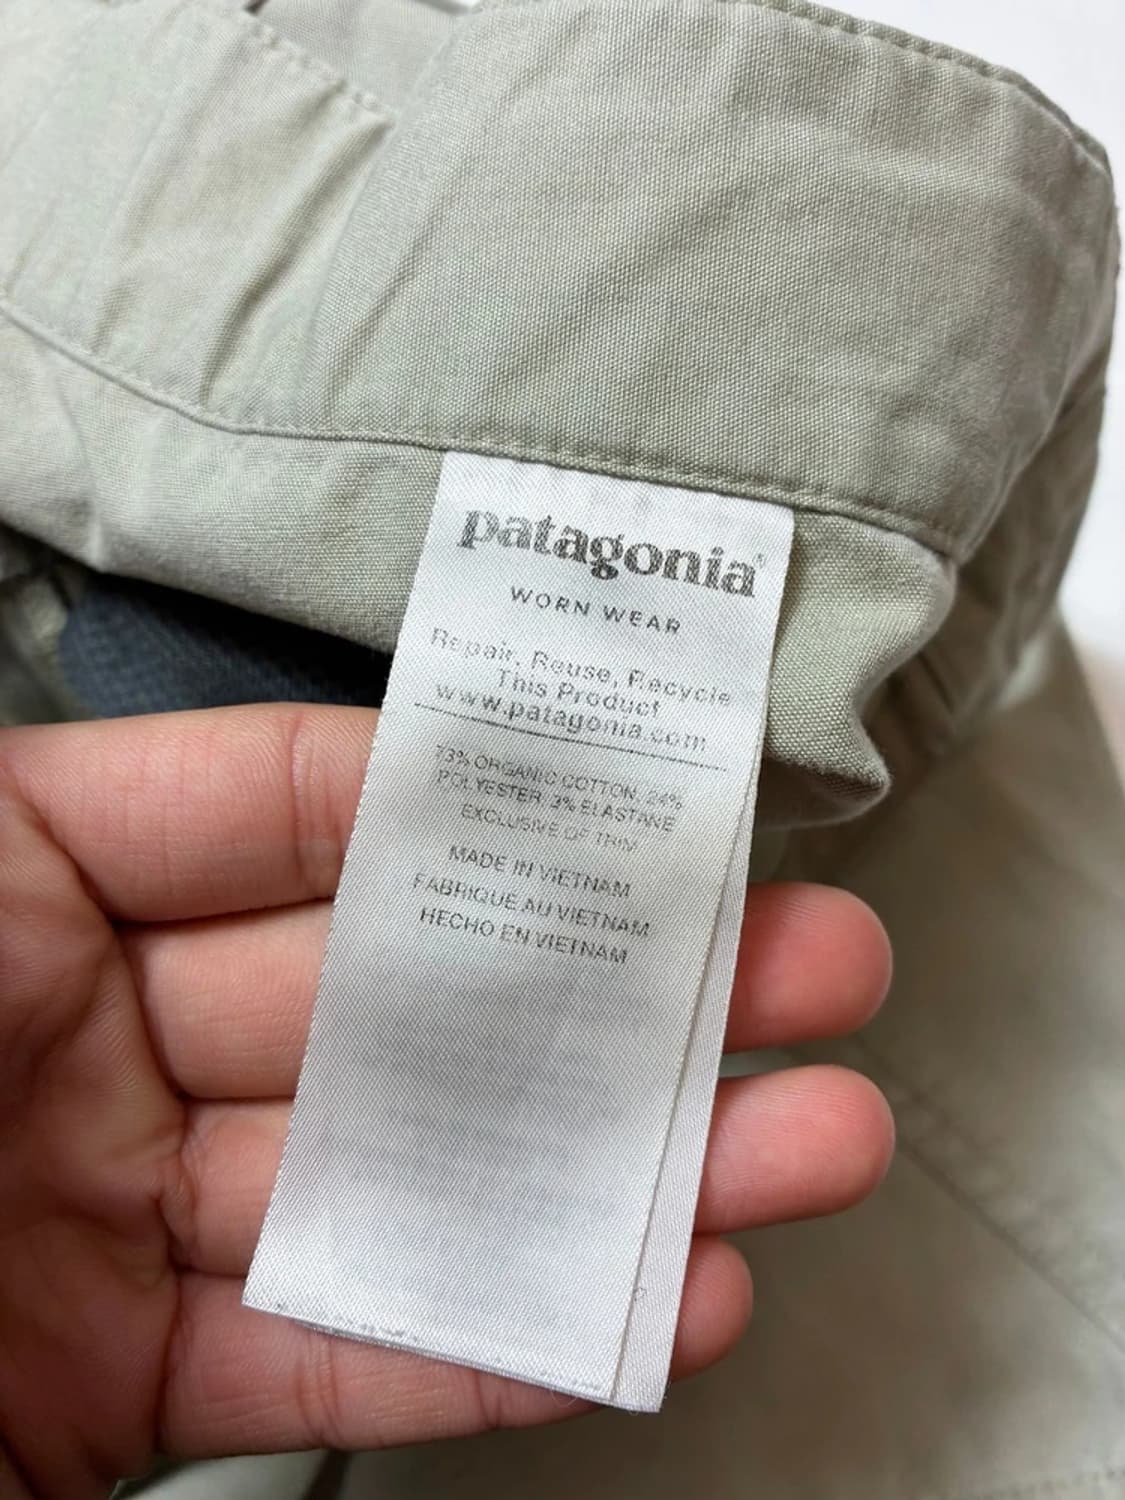 patagonia®
WORN WEAR
Repair, Reuse, Recycle
This Product
www.patagonia.com
73% ORGANIC COTTON, 24%
POLYESTER, 3% ELASTANE
EXCLUSIVE OF TRIM
MADE IN VIETNAM
FABRIQUE AU VIETNAM
HECHO EN VIETNAM